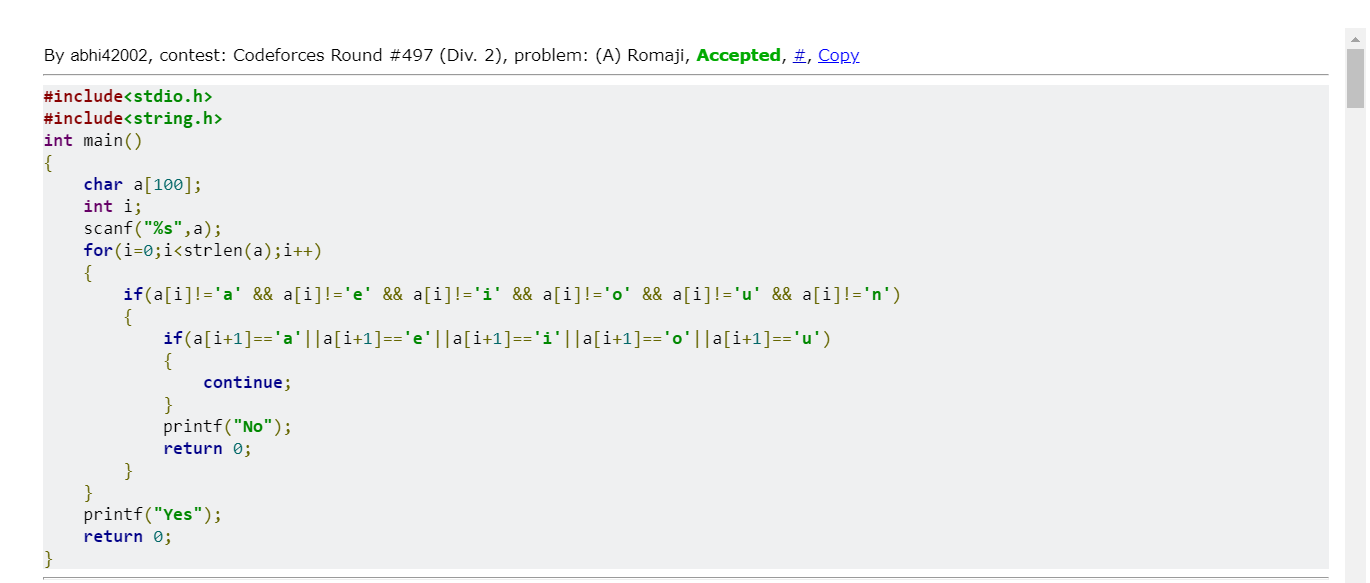 By abhi42002, contest: Codeforces Round #497 (Div. 2), problem: (A) Romaji, Accepted, #, Copy
#include<stdio.h>
#include<string.h>
int main()
{
    char a[100];
    int i;
    scanf("%s",a);
    for(i=0;i<strlen(a);i++)
    {
        if(a[i]!='a' && a[i]!='e' && a[i]!='i' && a[i]!='o' && a[i]!='u' && a[i]!='n')
        {
            if(a[i+1]=='a'||a[i+1]=='e'||a[i+1]=='i'||a[i+1]=='o'||a[i+1]=='u')
            {
                continue;
            }
            printf("No");
            return 0;
        }
    }
    printf("Yes");
    return 0;
}